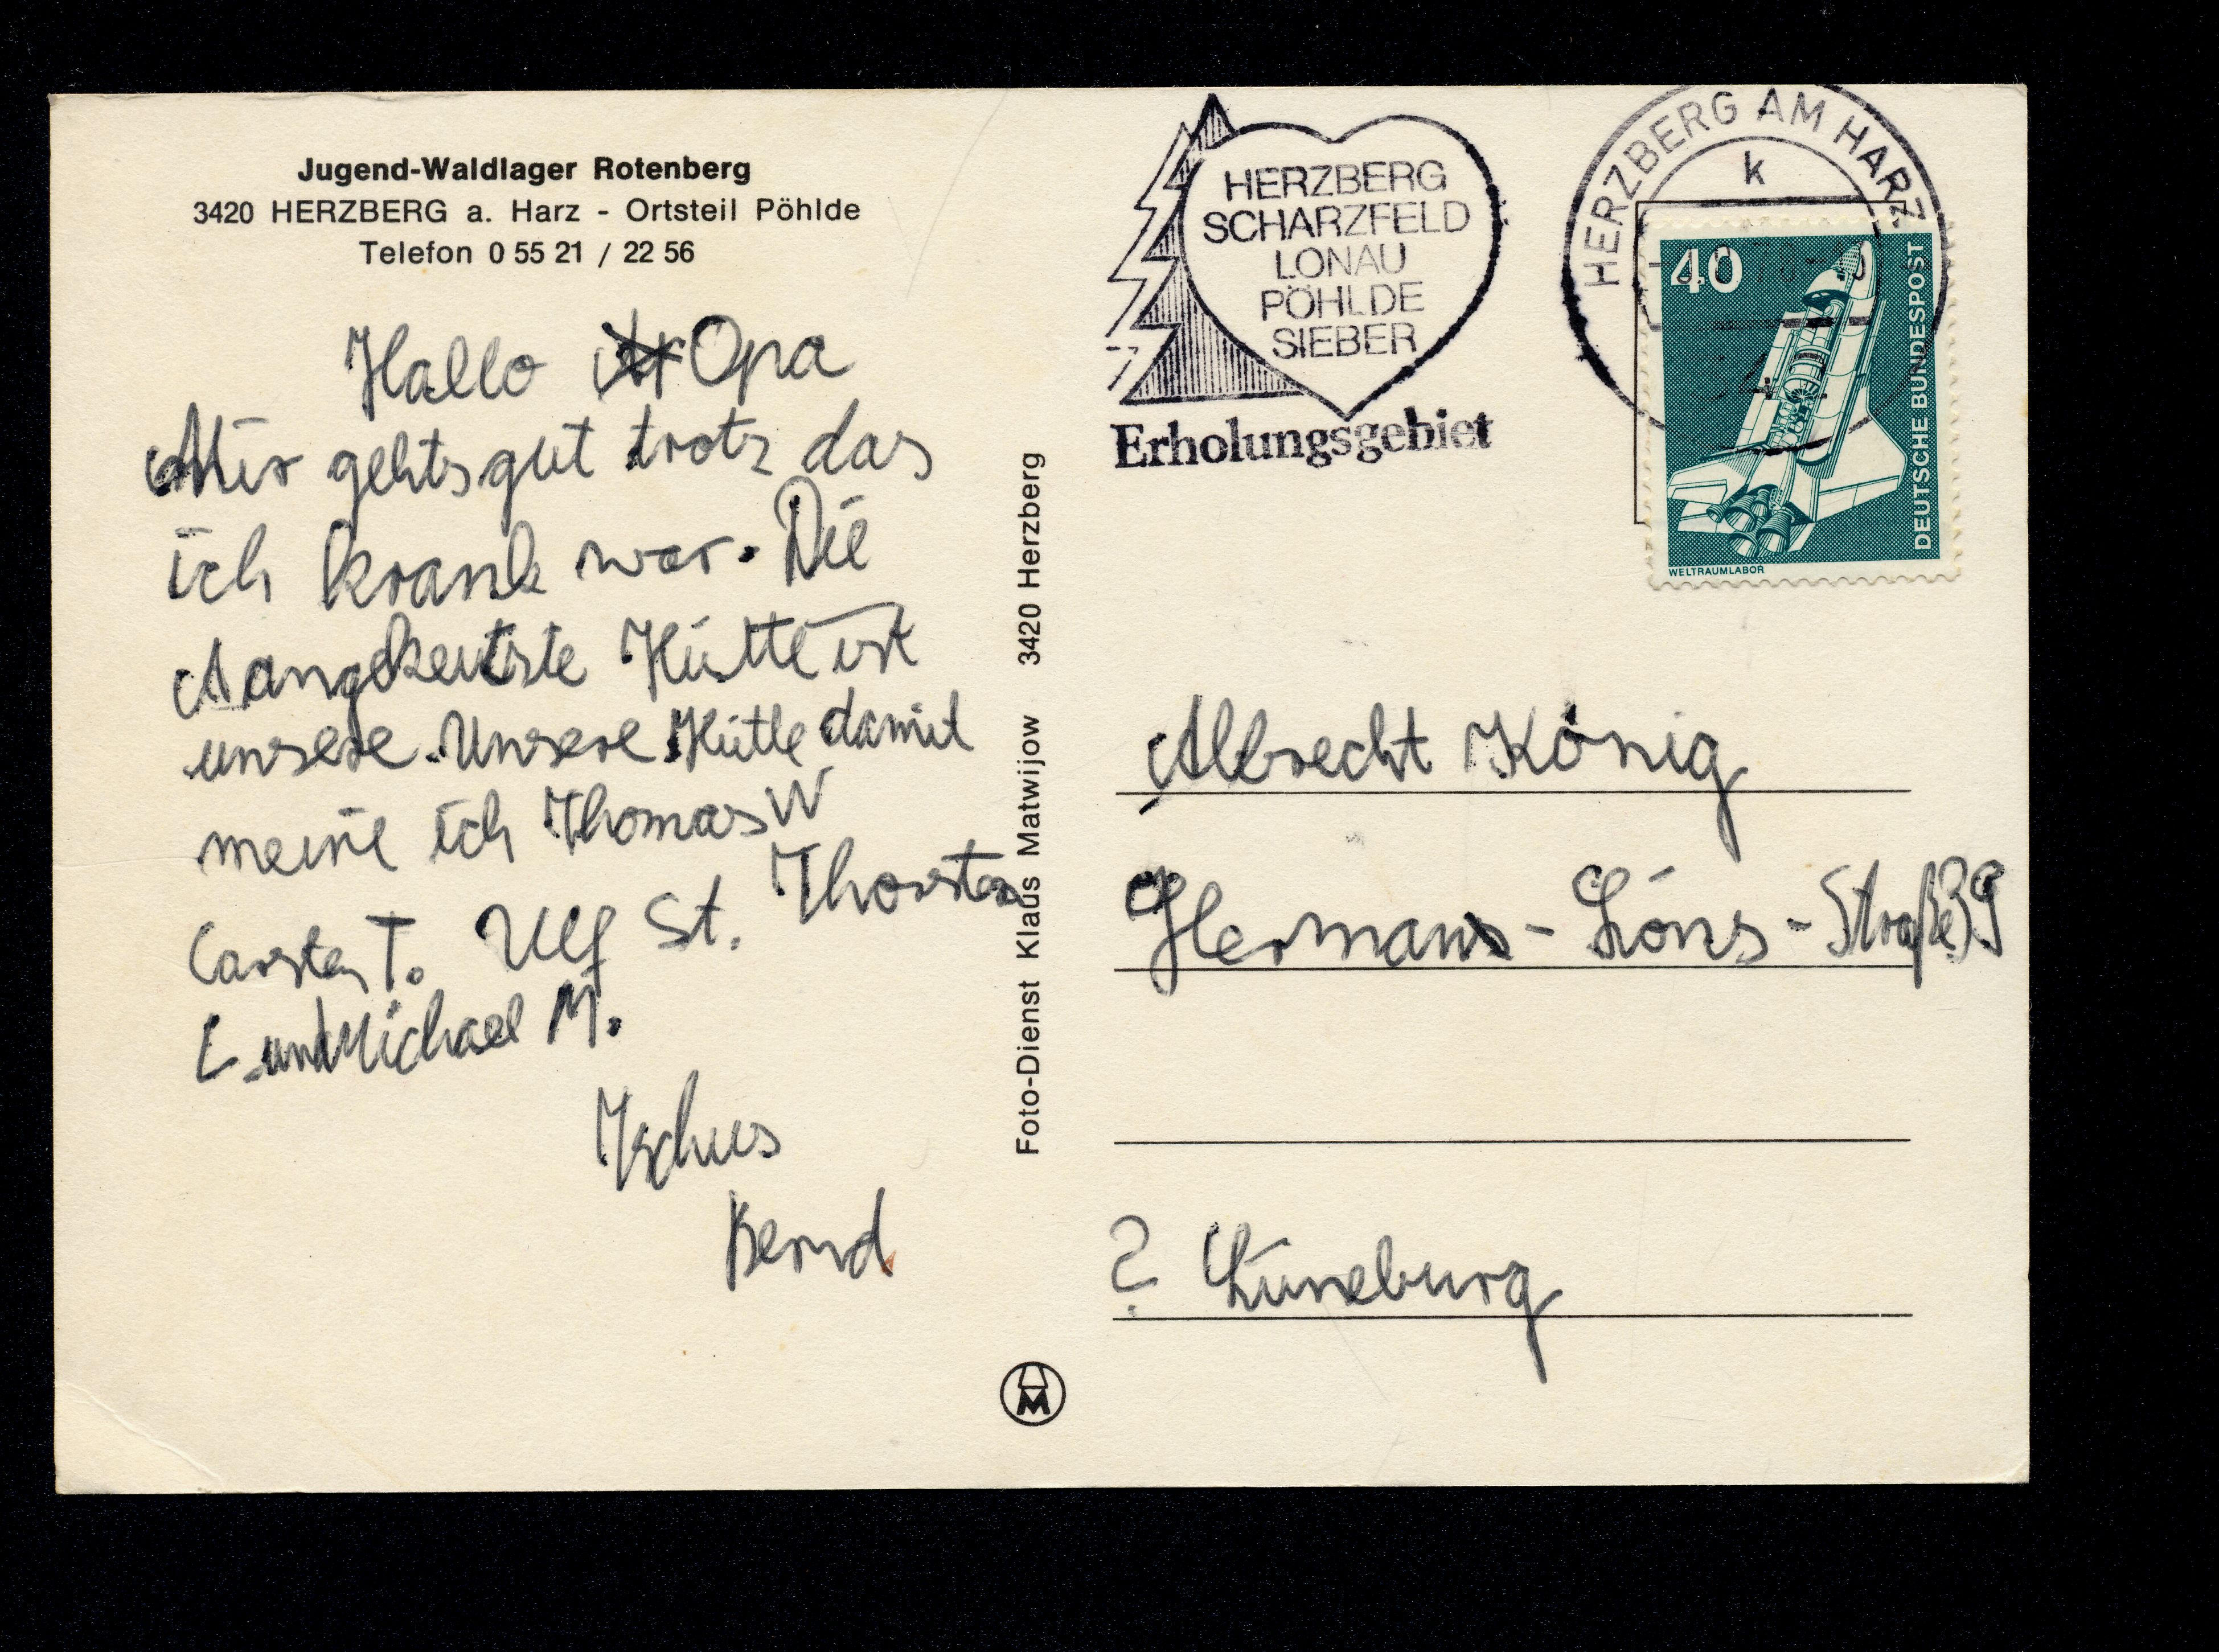 Jugend-Waldlager Rotenberg
3420 HERZBERG a. Harz - Ortsteil Pöhlde
Telefon 0 55 21 / 22 56
Hallo Opa
Mir gehts gut trotz das
ich krank war. Die
Aangekeutste Hütte ist
unsere. Unsere Hütte damit
meine ich Thomas W
Carsten T. Ulf St. Thorsten
L und Michael M.
Tschus
Bernd
Foto-Dienst Klaus Matwijow 3420 Herzberg
HERZBERG
SCHARZFELD
LONAU
PÖHLDE
SIEBER
Erholungsgebiet
HERZBERG AM HARZ
k
40
DEUTSCHE BUNDESPOST
WELTRAUMLABOR
Albrecht König
Hermann-Löns-Straße 39
? Lüneburg